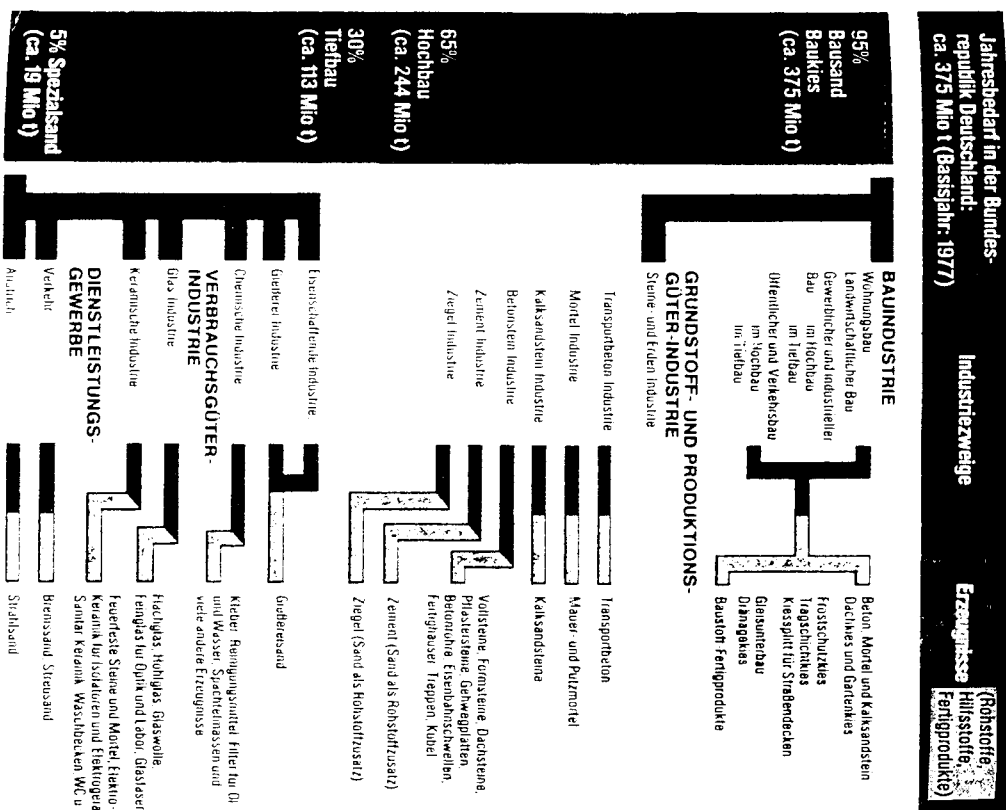 Jahresbedarf in der Bundes-
republik Deutschland:
ca. 375 Mio t (Basisjahr: 1977)
Industriezweige
Erzeugnisse
(Rohstoffe,
Hilfsstoffe,
Fertigprodukte)
95%
Bausand
Baukies
(ca. 375 Mio t)
65%
Hochbau
(ca. 244 Mio t)
30%
Tiefbau
(ca. 113 Mio t)
5% Spezialsand
(ca. 19 Mio t)
BAUINDUSTRIE
Wohnungsbau
Landwirtschaftlicher Bau
Gewerblicher und industrieller
Bau im Hochbau
im Tiefbau
Öffentlicher und Verkehrsbau
im Hochbau
im Tiefbau
GRUNDSTOFF- UND PRODUKTIONS-
GÜTER-INDUSTRIE
Steine- und Erden Industrie
Transportbeton Industrie
Mörtel Industrie
Kalksandstein Industrie
Betonstein Industrie
Zement Industrie
Ziegel Industrie
Eisenschaffende Industrie
Gießerei Industrie
Chemische Industrie
VERBRAUCHSGÜTER-
INDUSTRIE
Glas Industrie
Keramische Industrie
DIENSTLEISTUNGS-
GEWERBE
Verkehr
Beton, Mörtel und Kalksandstein
Dachkies und Gartenkies
Frostschutzkies
Tragschichtkies
Kiessplitt für Straßendecken
Gleisunterbau
Dränagekies
Baustoff-Fertigprodukte
Transportbeton
Mauer- und Putzmörtel
Kalksandsteine
Vollsteine, Formsteine, Dachsteine,
Pflastersteine, Gehwegplatten,
Betonrohre, Eisenbahnschwellen,
Fertighäuser, Treppen, Kübel
Zement (Sand als Rohstoffzusatz)
Ziegel (Sand als Rohstoffzusatz)
Gießereisand
Kleber, Reinigungsmittel, Filter für Öl
und Wasser, Spachtelmassen und
viele andere Erzeugnisse
Flachglas, Hohlglas, Glaswolle,
Feinglas für Optik und Labor, Glasfaser
Feuerfeste Steine und Mörtel, Elektro-
Keramik für Isolatoren und Elektrogerä
Sanitär Keramik, Waschbecken, WC u
Bremssand, Streusand
Strahlsand